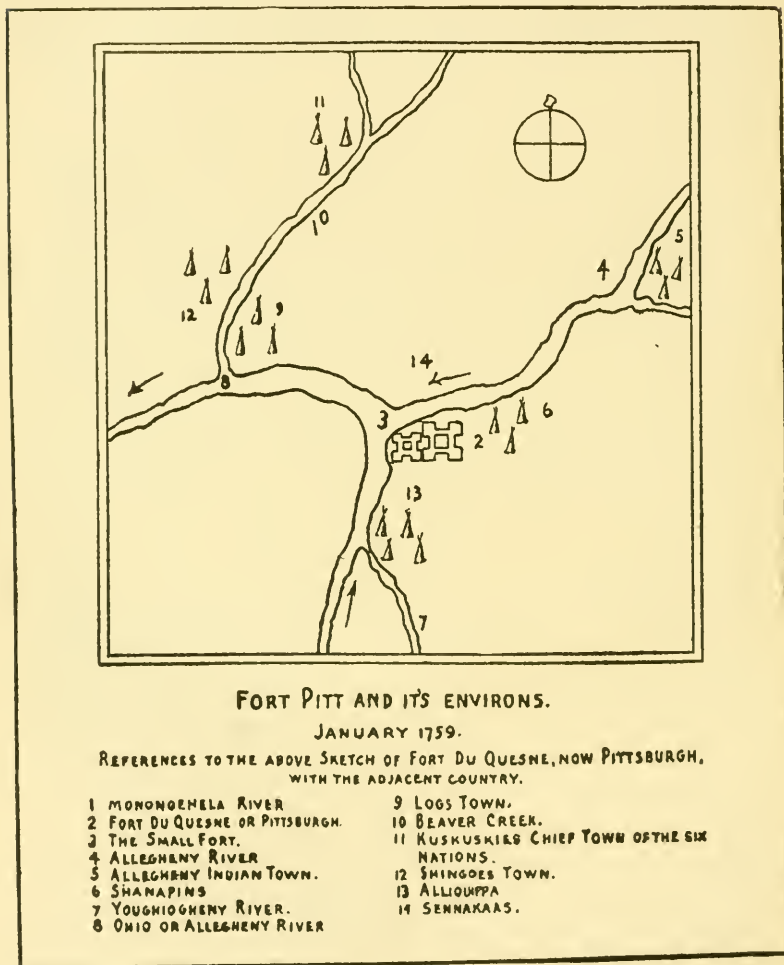 11
10
5
4
12
9
14
8
3
6
2
13
7
FORT PITT AND IT'S ENVIRONS.
JANUARY 1759.
REFERENCES TO THE ABOVE SKETCH OF FORT DU QUESNE, NOW PITTSBURGH,
WITH THE ADJACENT COUNTRY.
1 MONONGEHELA RIVER
2 FORT DU QUESNE OR PITTSBURGH.
3 THE SMALL FORT.
4 ALLEGHENY RIVER
5 ALLEGHENY INDIAN TOWN.
6 SHANAPINS
7 YOUGHIOGHENY RIVER.
8 OHIO OR ALLEGHENY RIVER
9 LOGS TOWN.
10 BEAVER CREEK.
11 KUSKUSKIES CHIEF TOWN OF THE SIX
NATIONS.
12 SHINGOES TOWN.
13 ALLIQUIPPA
14 SENNAKAAS.